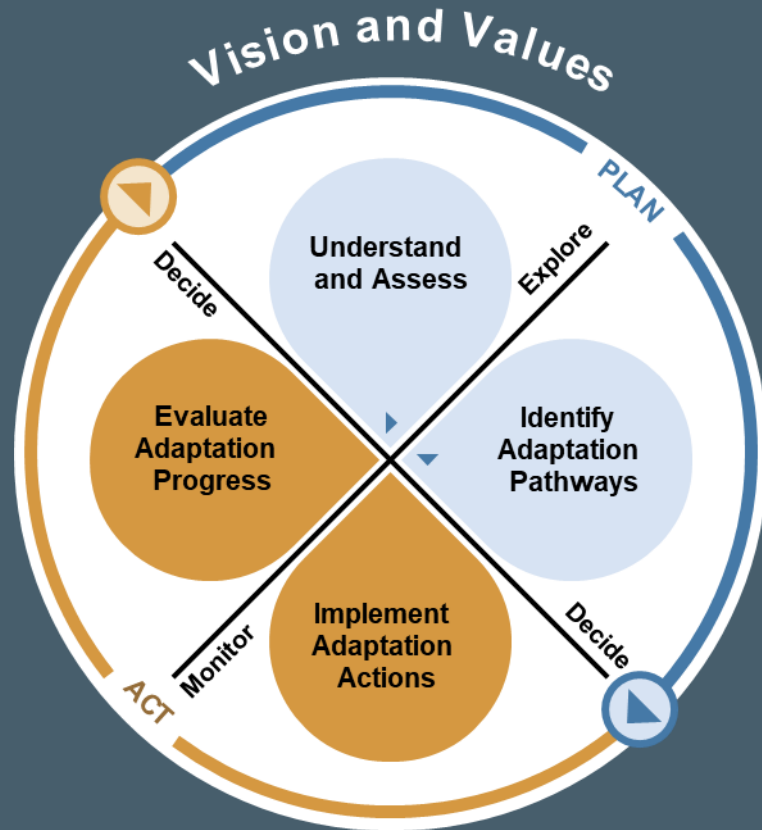 Vision and Values
PLAN
Explore
Decide
Understand
and Assess
Evaluate
Adaptation
Progress
Identify
Adaptation
Pathways
Implement
Adaptation
Actions
Decide
Monitor
ACT